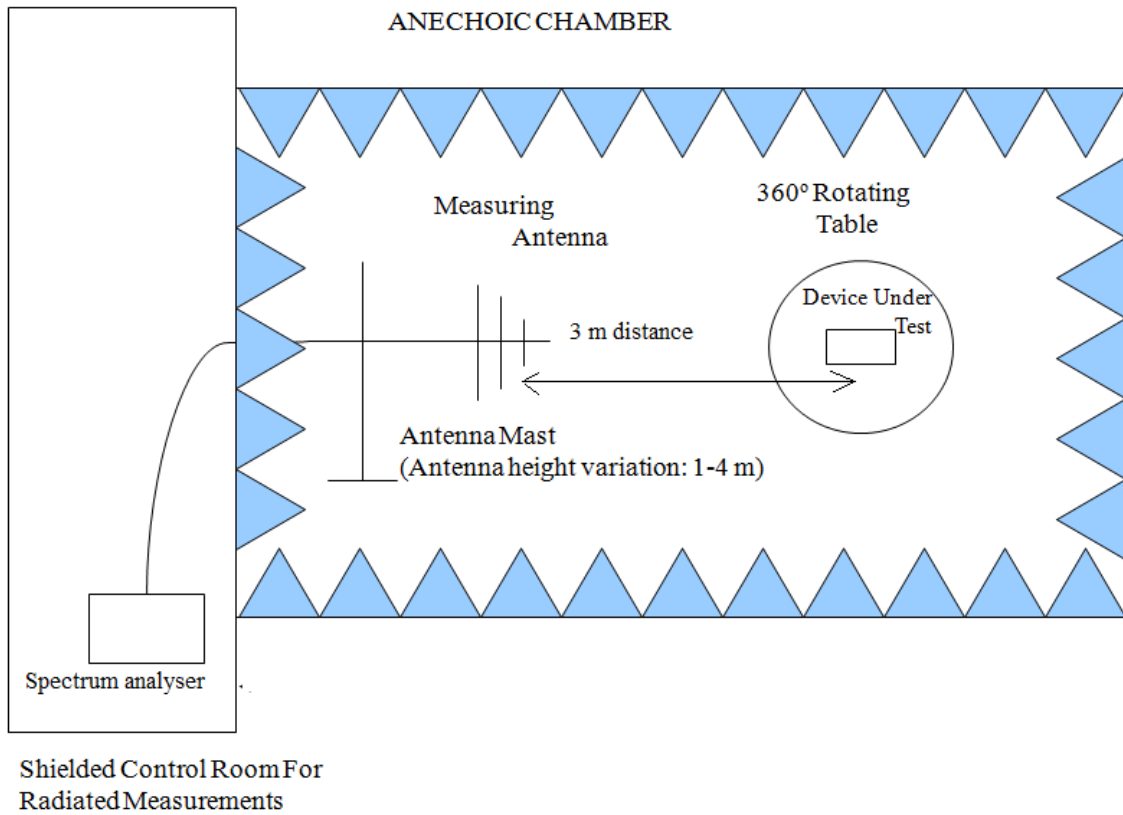 ANECHOIC CHAMBER
Measuring
Antenna
360º Rotating
Table
Device Under
Test
3 m distance
Antenna Mast
(Antenna height variation: 1-4 m)
Spectrum analyser
Shielded Control Room For
Radiated Measurements